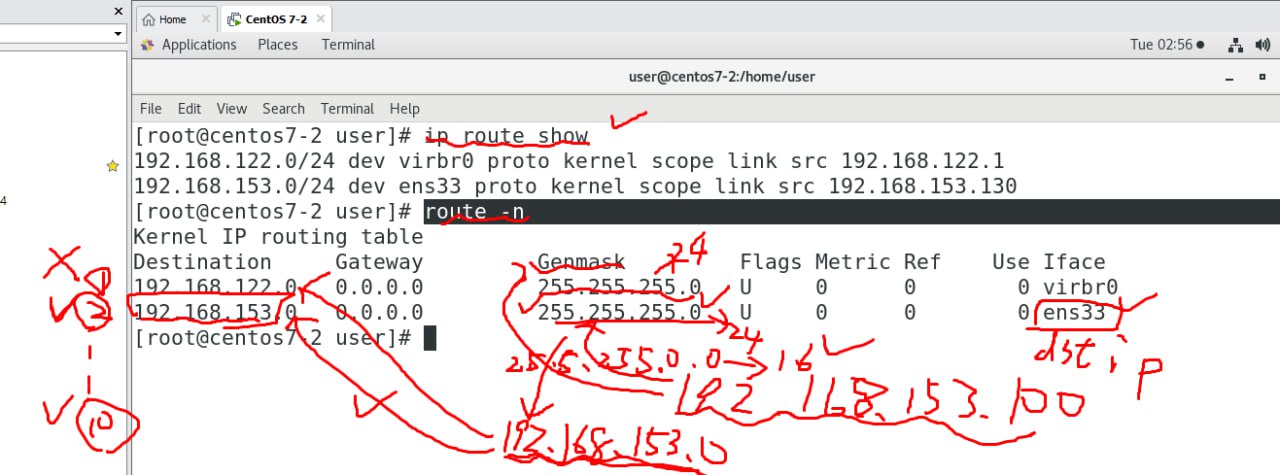 Home × CentOS 7-2 ×
Applications Places Terminal Tue 02:56
user@centos7-2:/home/user
File Edit View Search Terminal Help
[root@centos7-2 user]# ip route show
192.168.122.0/24 dev virbr0 proto kernel scope link src 192.168.122.1
192.168.153.0/24 dev ens33 proto kernel scope link src 192.168.153.130
4
[root@centos7-2 user]# route -n
Kernel IP routing table
24
Destination Gateway Genmask Flags Metric Ref Use Iface
1
192.168.122.0 0.0.0.0 255.255.255.0 U 0 0 0 virbr0
2
192.168.153.0 0.0.0.0 255.255.255.0 U 0 0 0 ens33
24
[root@centos7-2 user]#
dst ip
255.255.0.0 → 16
192.168.153.100
10
192.168.153.0